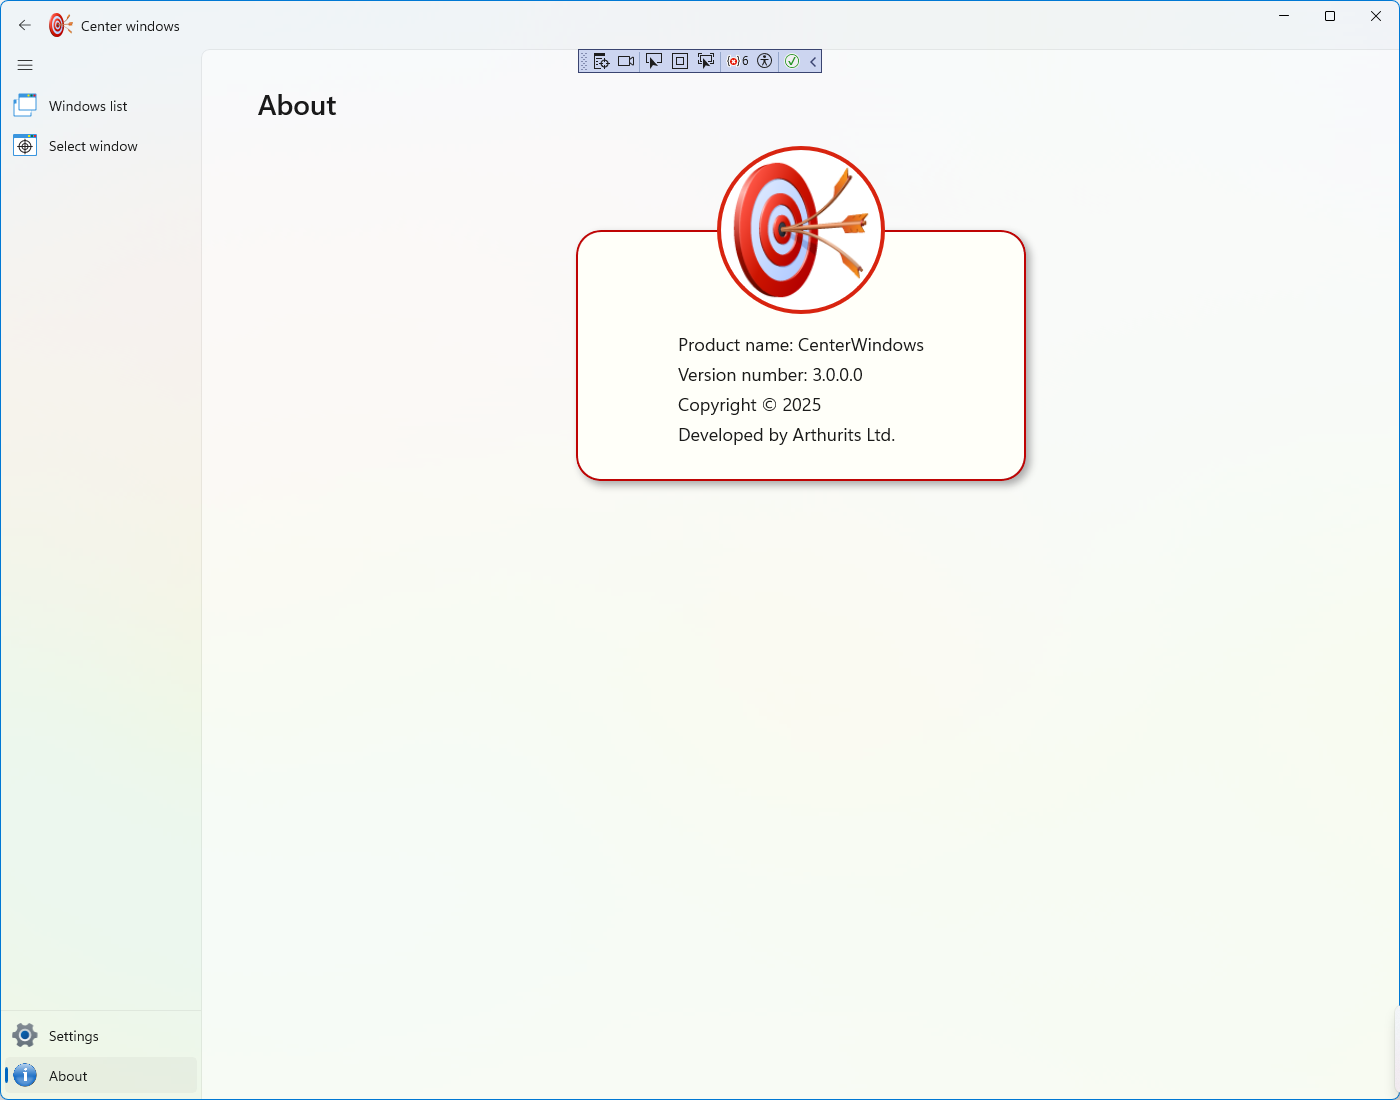 Center windows
6
Windows list
Select window
About
Product name: CenterWindows
Version number: 3.0.0.0
Copyright © 2025
Developed by Arthurits Ltd.
Settings
About